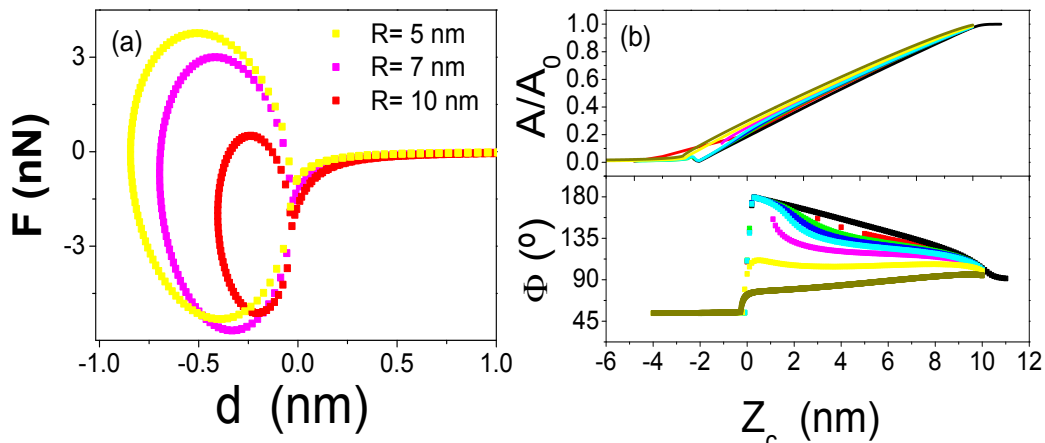 (a)
R= 5 nm
R= 7 nm
R= 10 nm
3
0
-3
F (nN)
-1.0 -0.5 0.0 0.5 1.0
d (nm)
(b)
1.0
0.8
0.6
0.4
0.2
0.0
A/A0
180
135
90
45
Φ (º)
-6 -4 -2 0 2 4 6 8 10 12
Zc (nm)